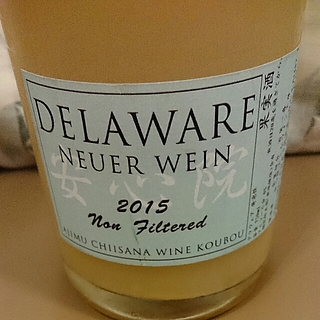 DELAWARE
NEUER WEIN
安心院
2015
Non Filtered
AJIMU CHIISANA WINE KOUBOU
果実酒